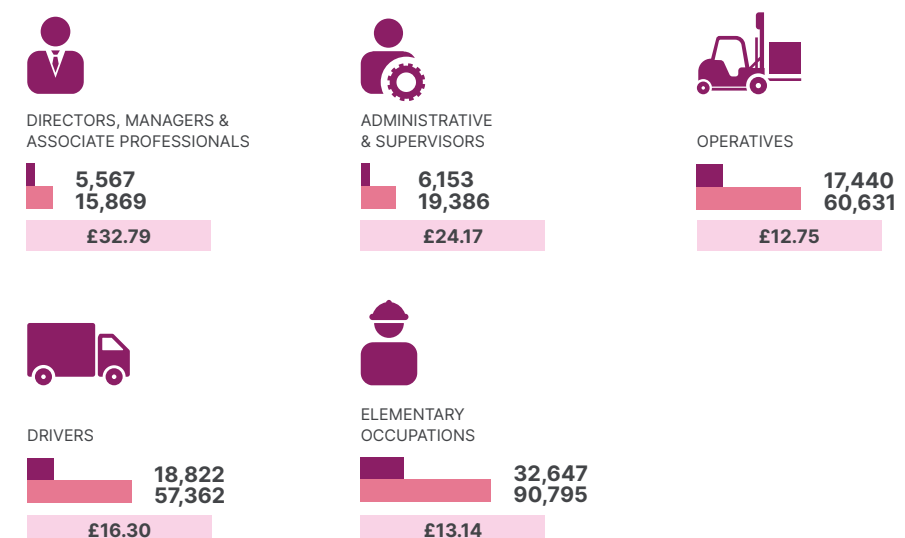 DIRECTORS, MANAGERS &
ASSOCIATE PROFESSIONALS
5,567
15,869
£32.79
ADMINISTRATIVE
& SUPERVISORS
6,153
19,386
£24.17
OPERATIVES
17,440
60,631
£12.75
DRIVERS
18,822
57,362
£16.30
ELEMENTARY
OCCUPATIONS
32,647
90,795
£13.14